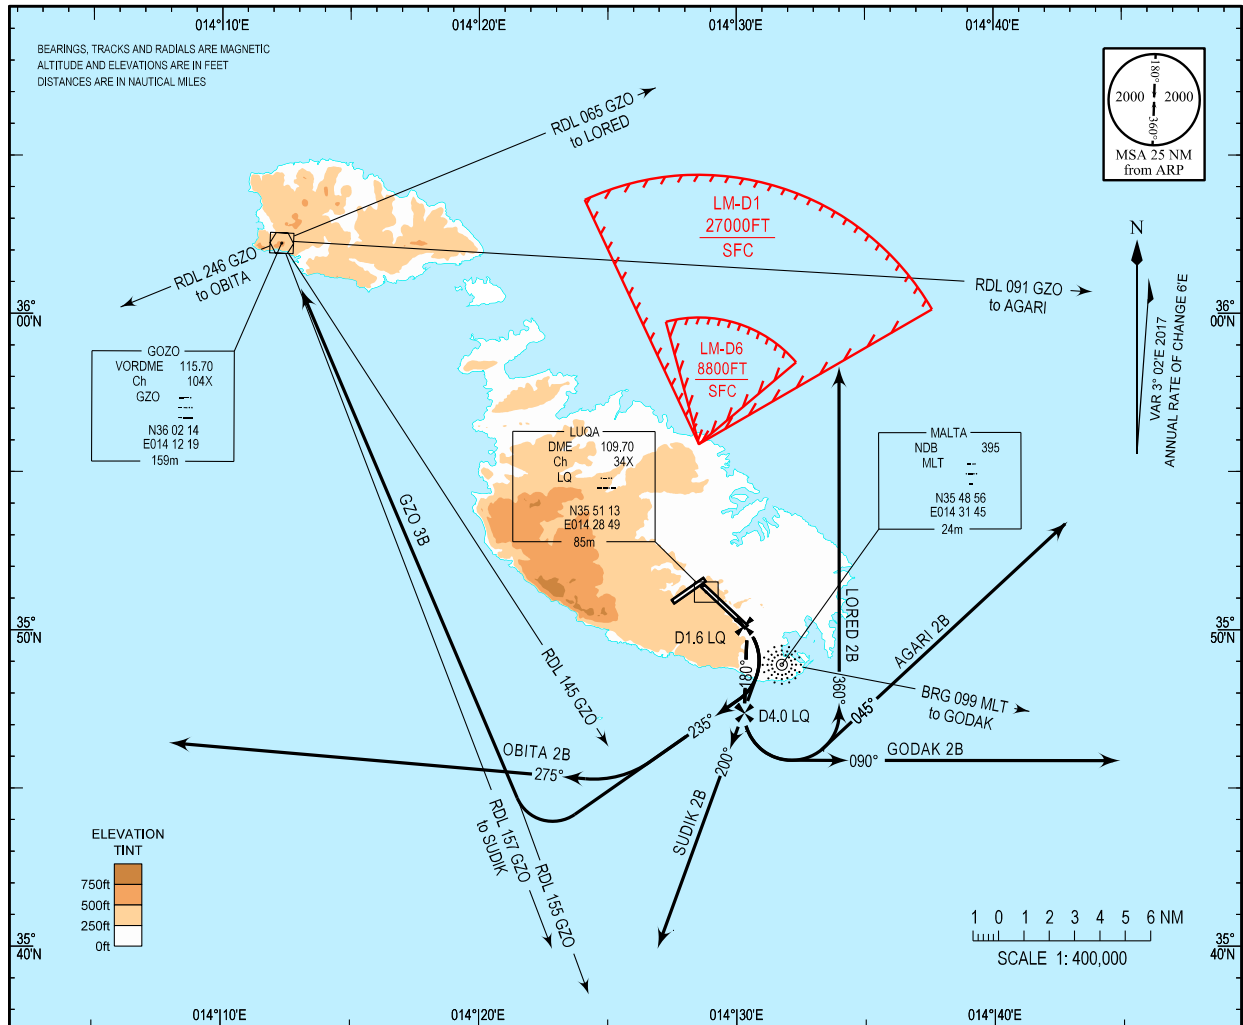 014°10'E
014°20'E
014°30'E
014°40'E
BEARINGS, TRACKS AND RADIALS ARE MAGNETIC
ALTITUDE AND ELEVATIONS ARE IN FEET
DISTANCES ARE IN NAUTICAL MILES
180°
2000
2000
360°
MSA 25 NM
from ARP
RDL 065 GZO
to LORED
LM-D1
27000FT
SFC
N
VAR 3° 02'E 2017
ANNUAL RATE OF CHANGE 6'E
RDL 246 GZO
to OBITA
RDL 091 GZO
to AGARI
36°
00'N
36°
00'N
GOZO
VORDME 115.70
Ch 104X
GZO
N36 02 14
E014 12 19
159m
LM-D6
8800FT
SFC
LUQA
DME 109,70
Ch 34X
LQ
N35 51 13
E014 28 49
85m
MALTA
NDB 395
MLT
N35 48 56
E014 31 45
24m
GZO 3B
LORED 2B
AGARI 2B
35°
50'N
35°
50'N
D1.6 LQ
180°
RDL 145 GZO
360°
045°
BRG 099 MLT
to GODAK
D4.0 LQ
235°
200°
OBITA 2B
275°
090°
GODAK 2B
SUDIK 2B
RDL 157 GZO
to SUDIK
RDL 155 GZO
ELEVATION
TINT
750ft
500ft
250ft
0ft
1 0 1 2 3 4 5 6 NM
SCALE 1: 400,000
35°
40'N
35°
40'N
014°10'E
014°20'E
014°30'E
014°40'E